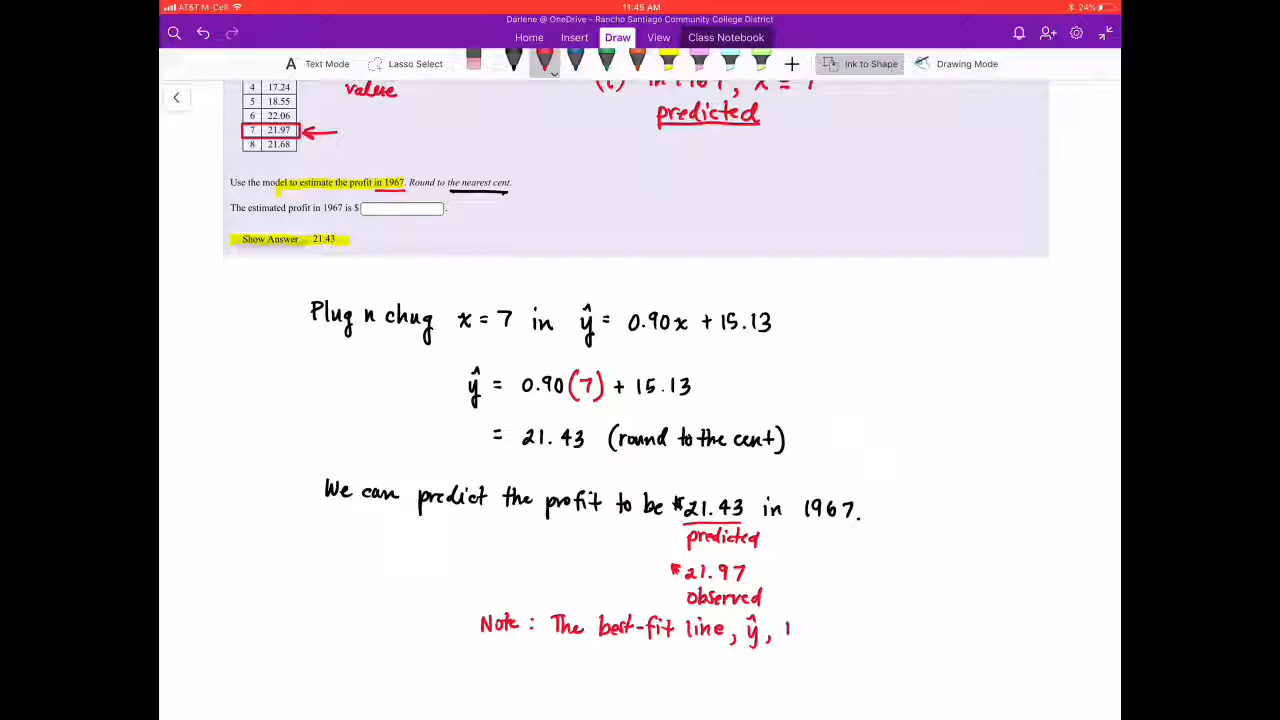 AT&T M-Cell 11:45 AM 24%
Darlene @ OneDrive - Rancho Santiago Community College District
Home Insert Draw View Class Notebook
Text Mode Lasso Select Ink to Shape Drawing Mode
4 17.24
5 18.55
6 22.06
7 21.97
8 21.68
value
predicted
Use the model to estimate the profit in 1967. Round to the nearest cent.
The estimated profit in 1967 is $ .
Show Answer 21.43
Plug n chug x = 7 in ŷ = 0.90x + 15.13
ŷ = 0.90(7) + 15.13
= 21.43 (round to the cent)
We can predict the profit to be $21.43 in 1967.
predicted
$21.97
observed
Note: The best-fit line, ŷ,